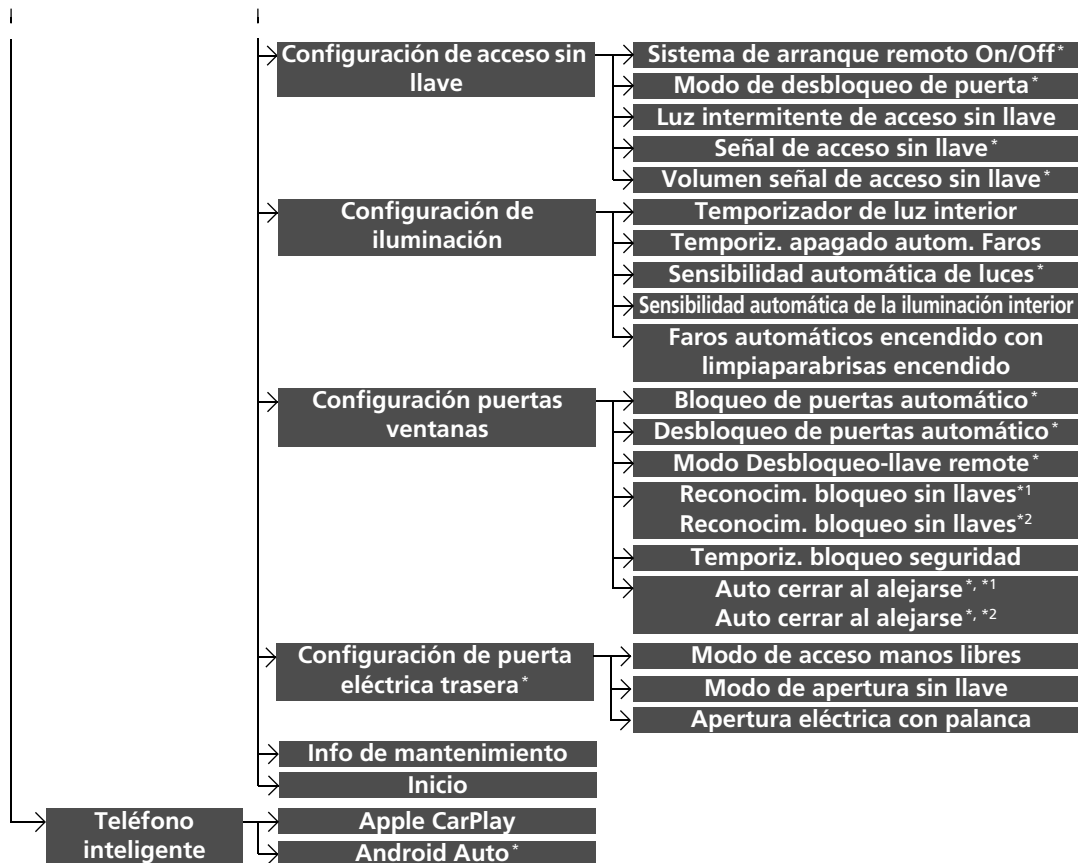 Configuración de acceso sin
llave
Sistema de arranque remoto On/Off*
Modo de desbloqueo de puerta*
Luz intermitente de acceso sin llave
Señal de acceso sin llave*
Volumen señal de acceso sin llave*
Configuración de
iluminación
Temporizador de luz interior
Temporiz. apagado autom. Faros
Sensibilidad automática de luces*
Sensibilidad automática de la iluminación interior
Faros automáticos encendido con
limpiaparabrisas encendido
Configuración puertas
ventanas
Bloqueo de puertas automático*
Desbloqueo de puertas automático*
Modo Desbloqueo-llave remote*
Reconocim. bloqueo sin llaves*1
Reconocim. bloqueo sin llaves*2
Temporiz. bloqueo seguridad
Auto cerrar al alejarse*, *1
Auto cerrar al alejarse*, *2
Configuración de puerta
eléctrica trasera*
Modo de acceso manos libres
Modo de apertura sin llave
Apertura eléctrica con palanca
Info de mantenimiento
Inicio
Teléfono
inteligente
Apple CarPlay
Android Auto*